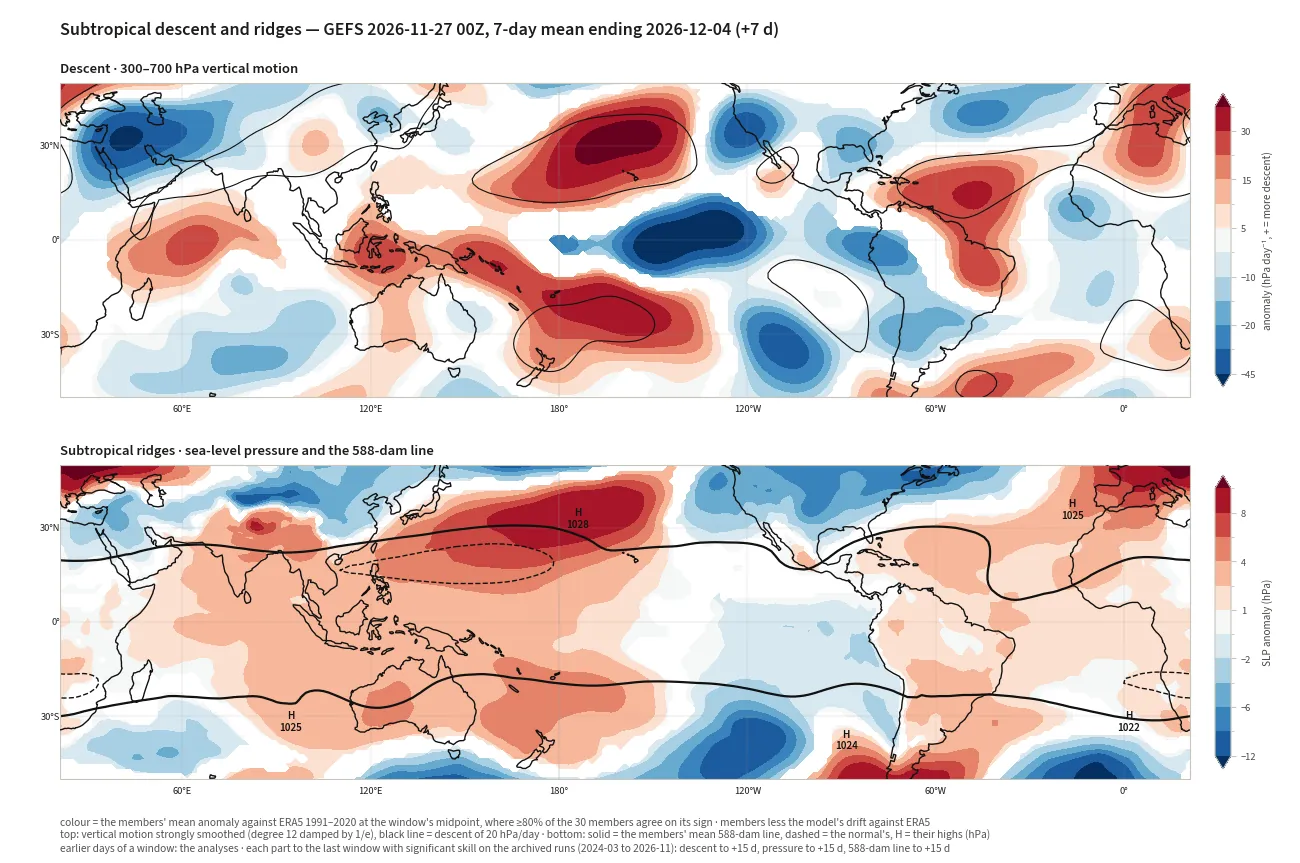 Subtropical descent and ridges — GEFS 2026-11-27 00Z, 7-day mean ending 2026-12-04 (+7 d)
Descent · 300–700 hPa vertical motion
30°N
0°
30°S
60°E
120°E
180°
120°W
60°W
0°
30
15
5
−10
−20
−45
anomaly (hPa day⁻¹, + = more descent)
Subtropical ridges · sea-level pressure and the 588-dam line
H
1028
H
1025
H
1025
H
1024
H
1022
30°N
0°
30°S
60°E
120°E
180°
120°W
60°W
0°
8
4
1
−2
−6
−12
SLP anomaly (hPa)
colour = the members' mean anomaly against ERA5 1991–2020 at the window's midpoint, where ≥80% of the 30 members agree on its sign · members less the model's drift against ERA5
top: vertical motion strongly smoothed (degree 12 damped by 1/e), black line = descent of 20 hPa/day · bottom: solid = the members' mean 588-dam line, dashed = the normal's, H = their highs (hPa)
earlier days of a window: the analyses · each part to the last window with significant skill on the archived runs (2024-03 to 2026-11): descent to +15 d, pressure to +15 d, 588-dam line to +15 d